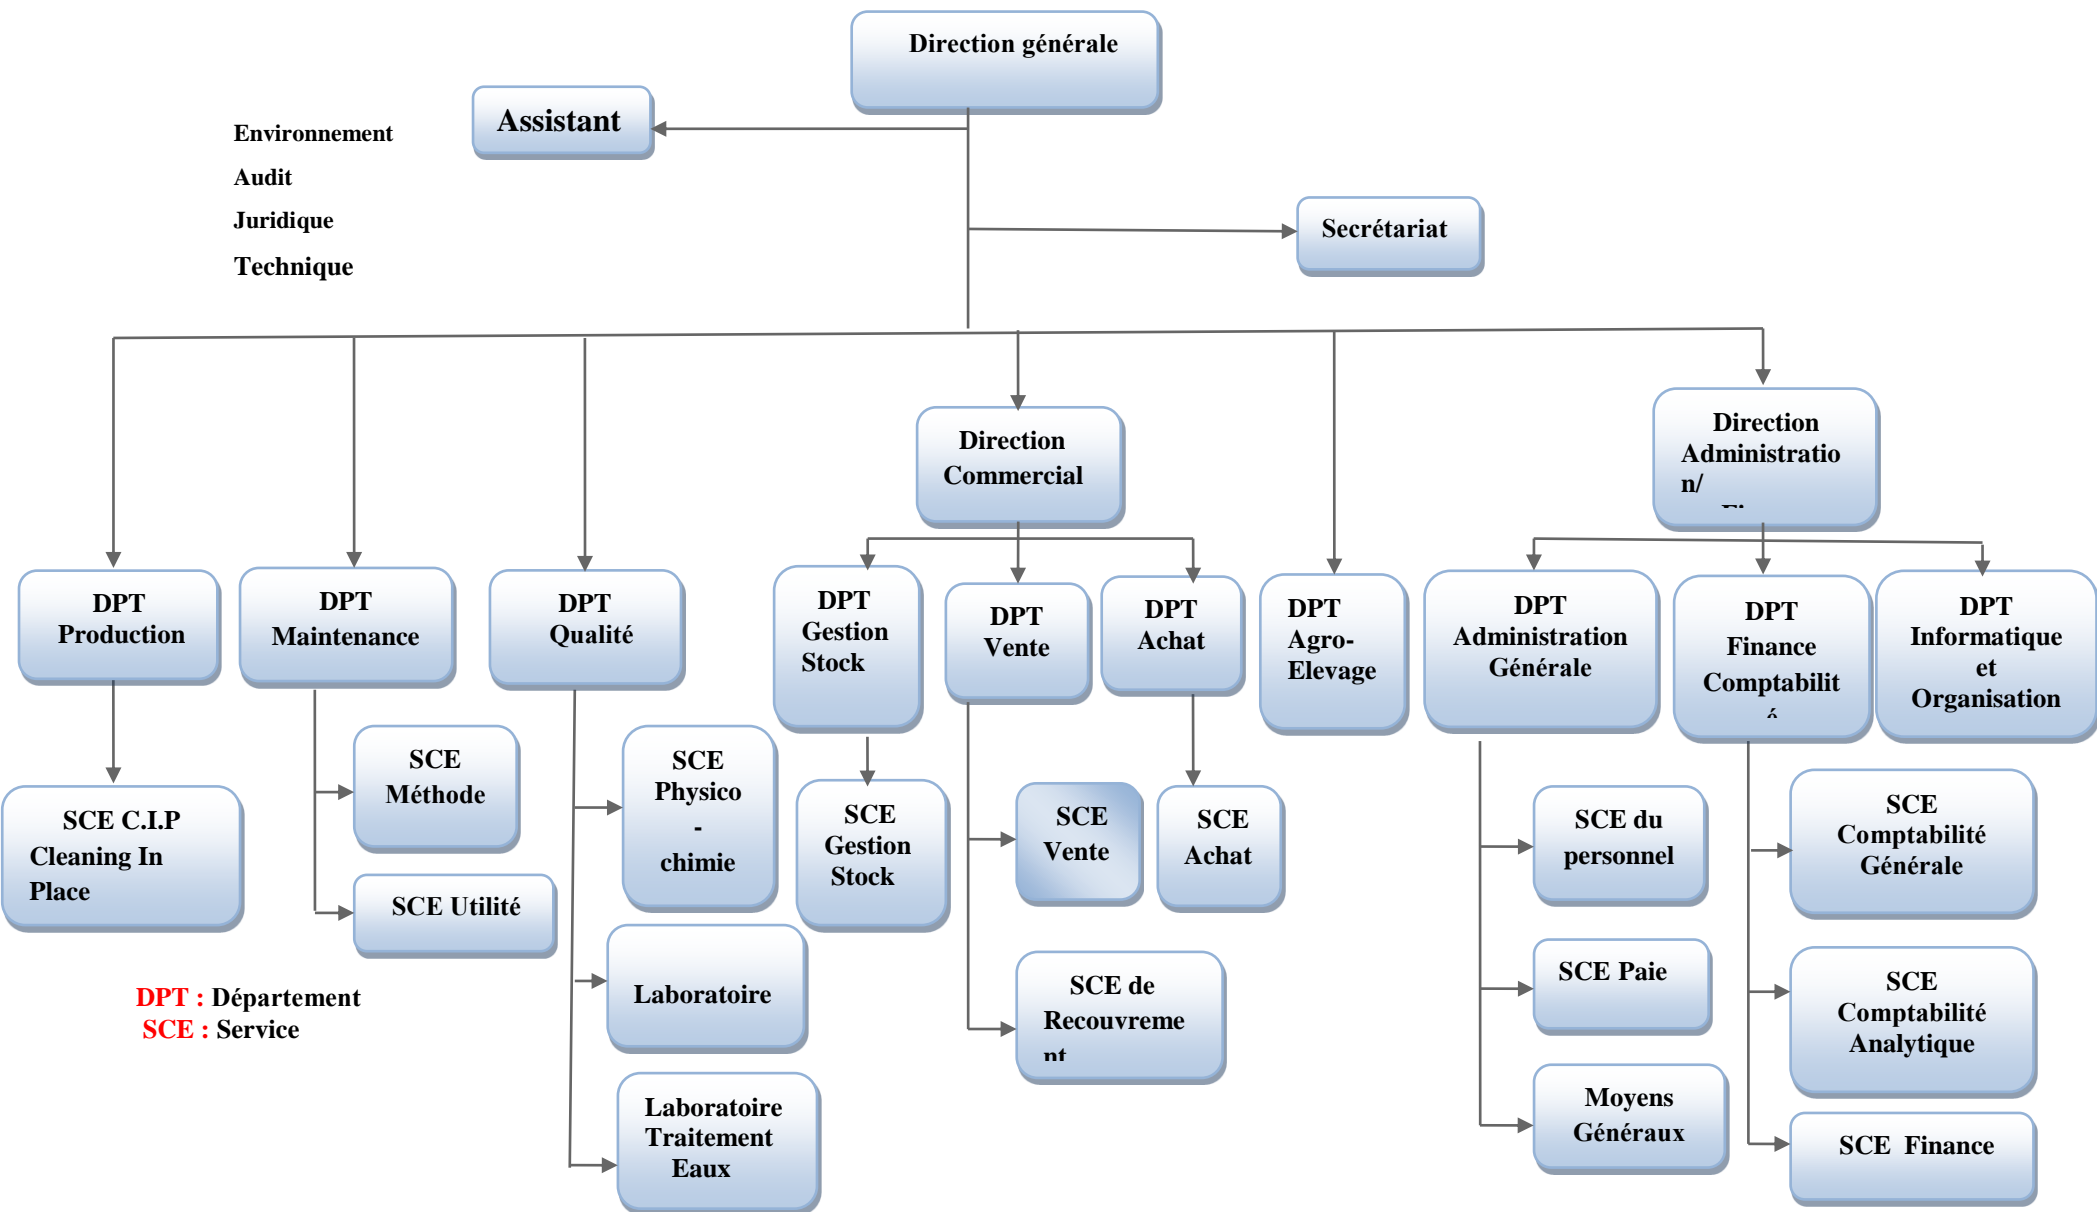 Direction générale
Assistant
Environnement
Audit
Juridique
Technique
Secrétariat
Direction
Commercial
Direction
Administratio
n/
DPT
Production
DPT
Maintenance
DPT
Qualité
DPT
Gestion
Stock
DPT
Vente
DPT
Achat
DPT
Agro-
Elevage
DPT
Administration
Générale
DPT
Finance
Comptabilit
é
DPT
Informatique
et
Organisation
SCE C.I.P
Cleaning In
Place
SCE
Méthode
SCE Utilité
SCE
Physico
-
chimie
Laboratoire
Laboratoire
Traitement
Eaux
SCE
Gestion
Stock
SCE
Vente
SCE de
Recouvreme
nt
SCE
Achat
SCE du
personnel
SCE Paie
Moyens
Généraux
SCE
Comptabilité
Générale
SCE
Comptabilité
Analytique
SCE Finance
DPT : Département
SCE : Service